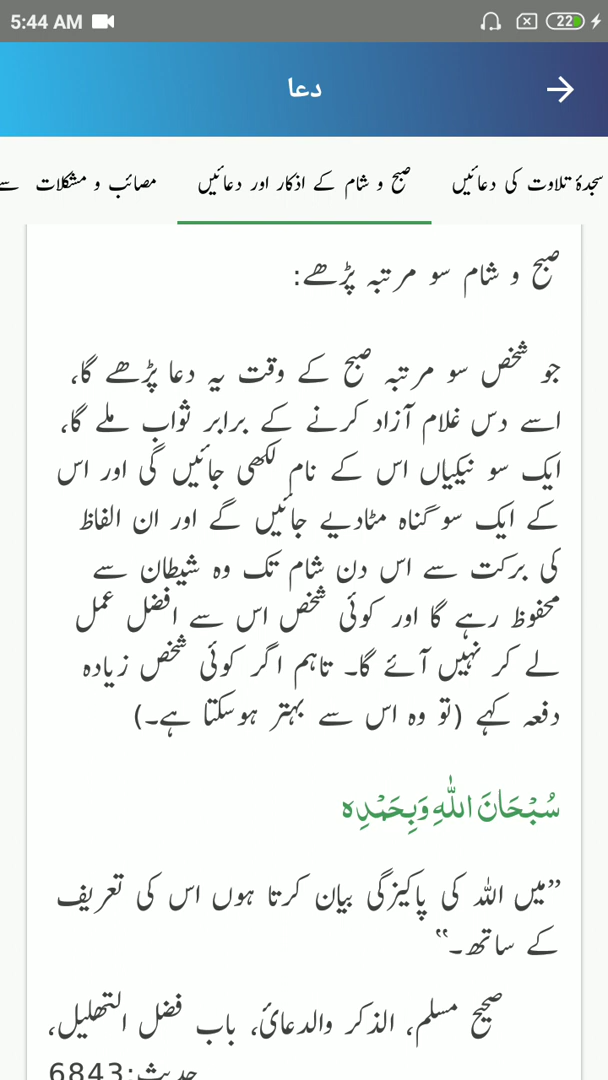 5:44 AM 22
دعا
سجدۂ تلاوت کی دعائیں صبح و شام کے اذکار اور دعائیں مصائب و مشکلات سے
صبح و شام سو مرتبہ پڑھے:
جو شخص سو مرتبہ صبح کے وقت یہ دعا پڑھے گا،
اسے دس غلام آزاد کرنے کے برابر ثواب ملے گا،
ایک سو نیکیاں اس کے نام لکھی جائیں گی اور اس
کے ایک سو گناہ مٹادیے جائیں گے اور ان الفاظ
کی برکت سے اس دن شام تک وہ شیطان سے
محفوظ رہے گا اور کوئی شخص اس سے افضل عمل
لے کر نہیں آئے گا۔ تاہم اگر کوئی شخص زیادہ
دفعہ کہے (تو وہ اس سے بہتر ہوسکتا ہے۔)
سُبْحَانَ اللّٰهِ وَبِحَمْدِه
’’میں اللہ کی پاکیزگی بیان کرتا ہوں اس کی تعریف
کے ساتھ۔‘‘
صحیح مسلم، الذکر والدعائ، باب فضل التھلیل،
حدیث:6843